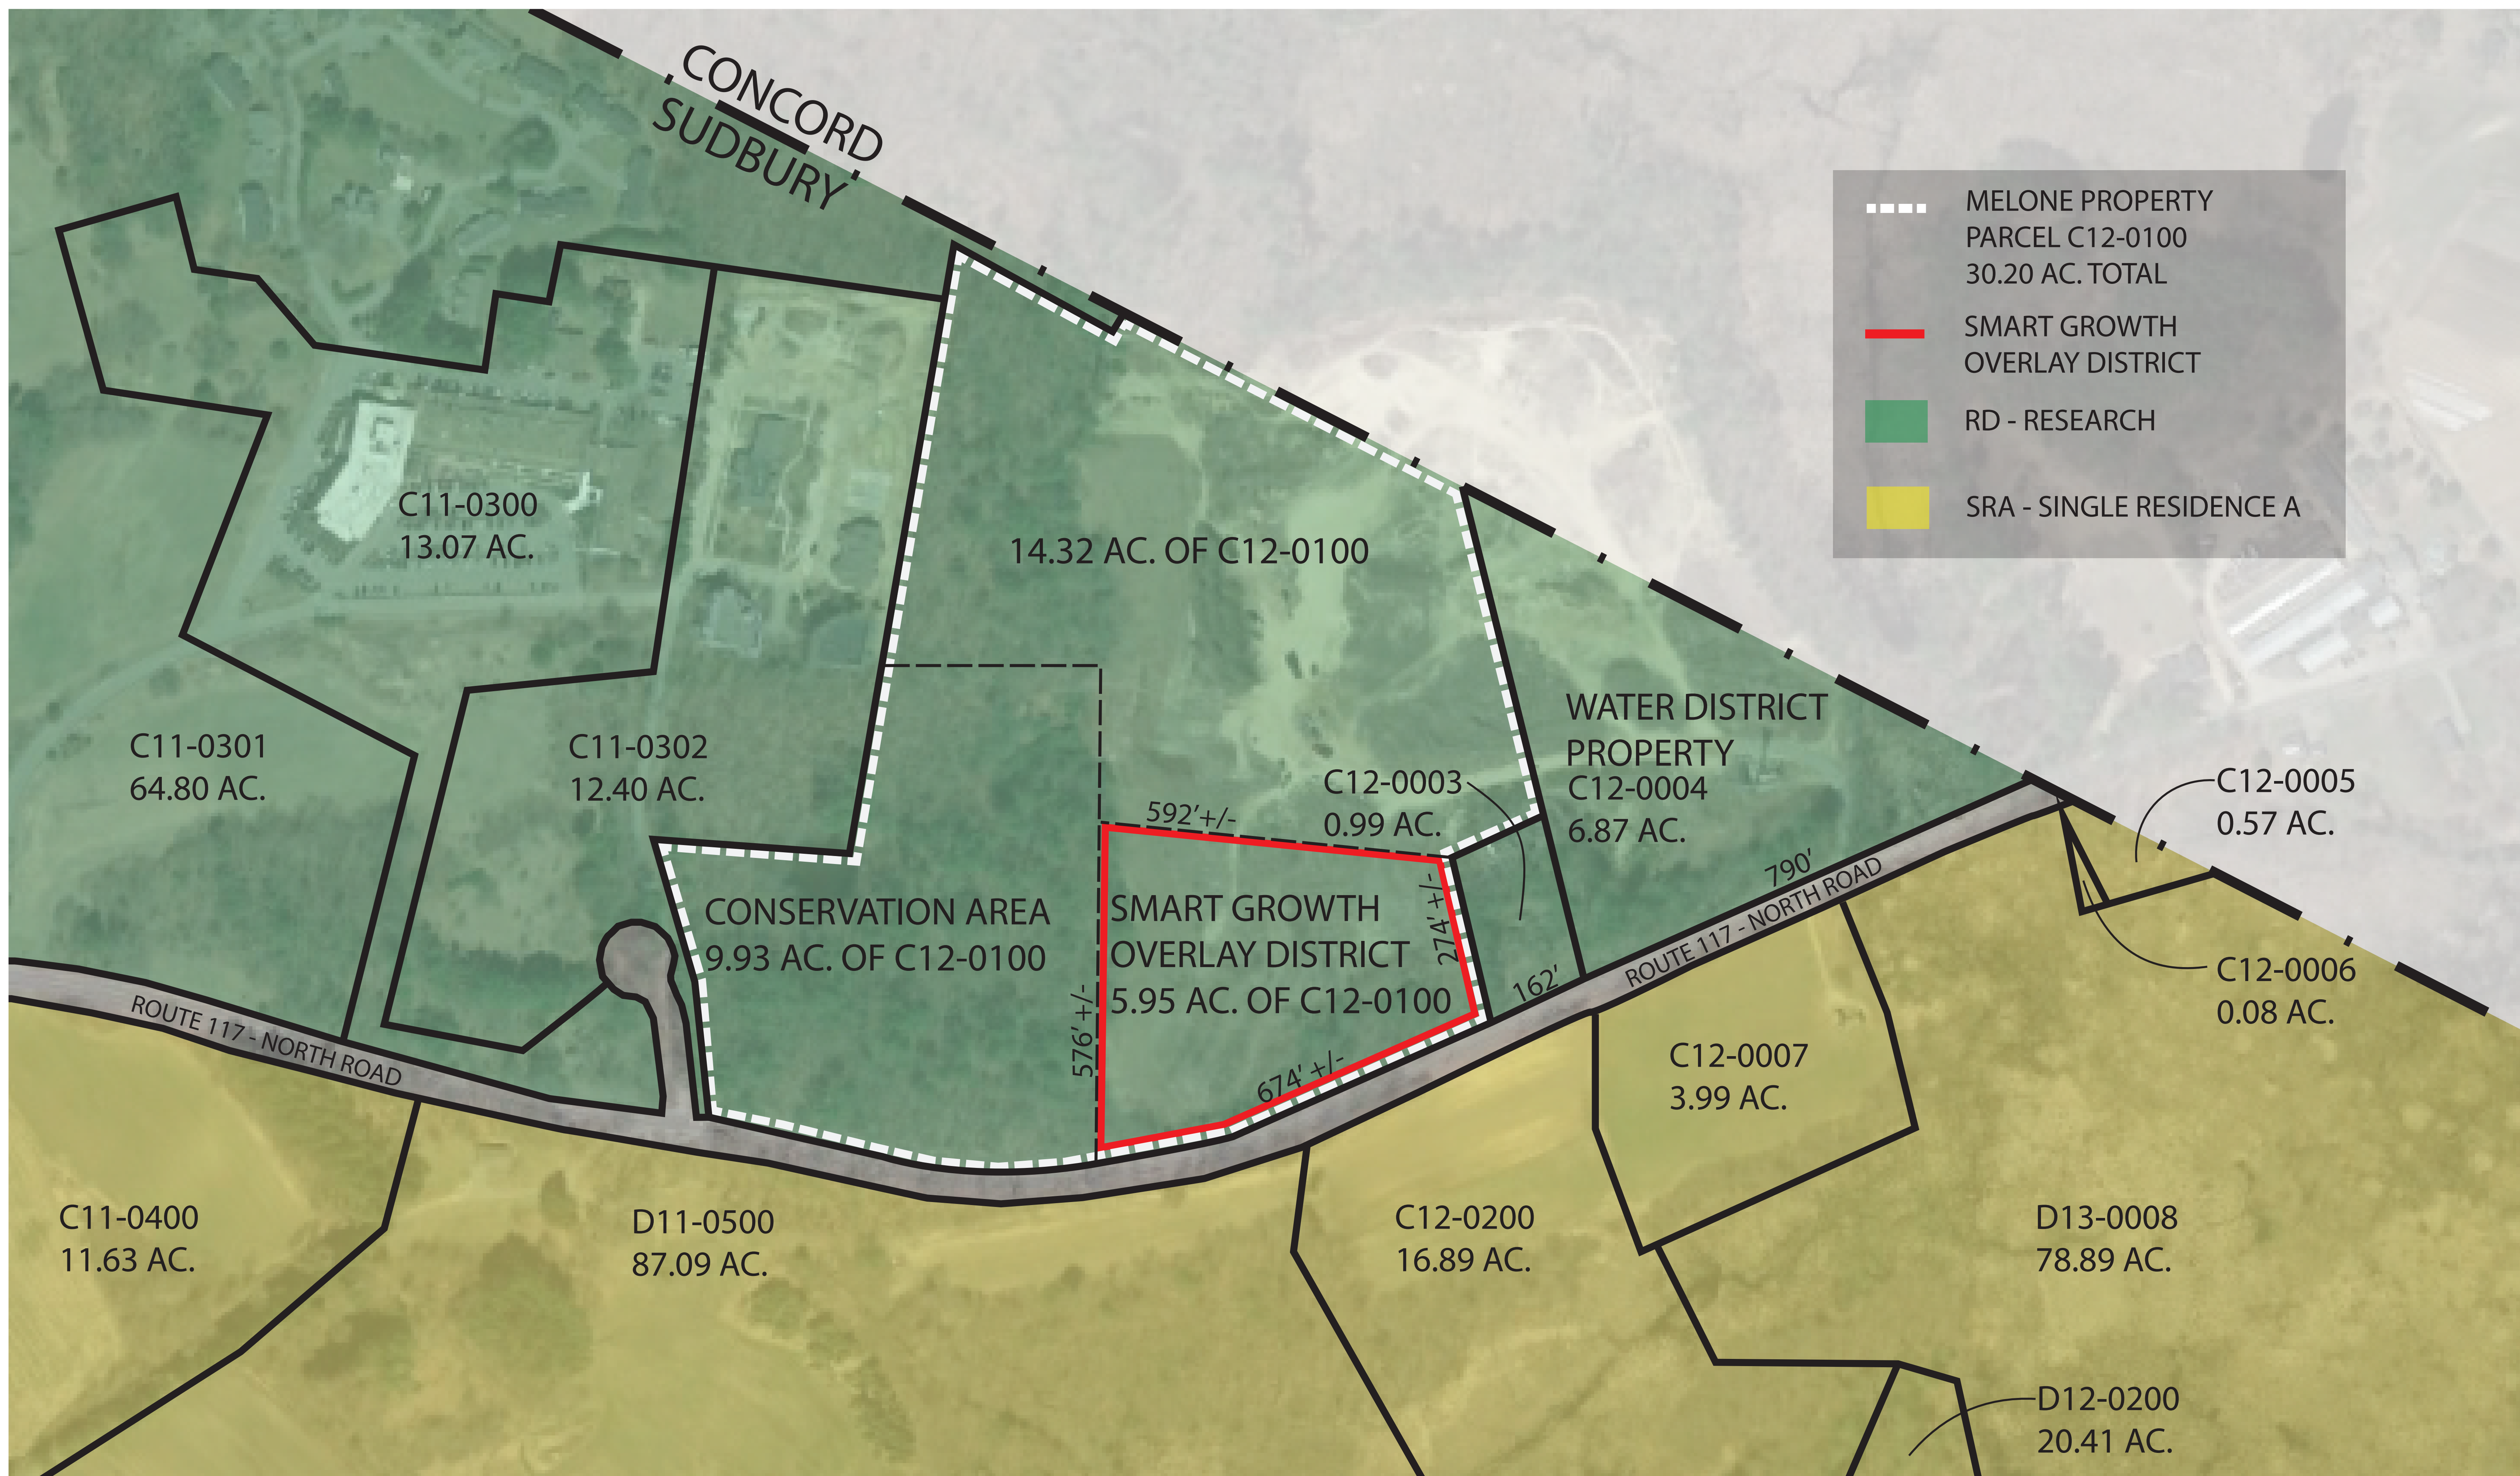 CONCORD
SUDBURY
MELONE PROPERTY
PARCEL C12-0100
30.20 AC. TOTAL
SMART GROWTH
OVERLAY DISTRICT
RD - RESEARCH
SRA - SINGLE RESIDENCE A
C11-0300
13.07 AC.
14.32 AC. OF C12-0100
C11-0301
64.80 AC.
C11-0302
12.40 AC.
WATER DISTRICT
PROPERTY
C12-0004
6.87 AC.
C12-0003
0.99 AC.
C12-0005
0.57 AC.
592'+/-
790'
ROUTE 117 - NORTH ROAD
274' +/-
CONSERVATION AREA
9.93 AC. OF C12-0100
SMART GROWTH
OVERLAY DISTRICT
5.95 AC. OF C12-0100
162'
C12-0006
0.08 AC.
576' +/-
674' +/-
ROUTE 117 - NORTH ROAD
C12-0007
3.99 AC.
C11-0400
11.63 AC.
D11-0500
87.09 AC.
C12-0200
16.89 AC.
D13-0008
78.89 AC.
D12-0200
20.41 AC.